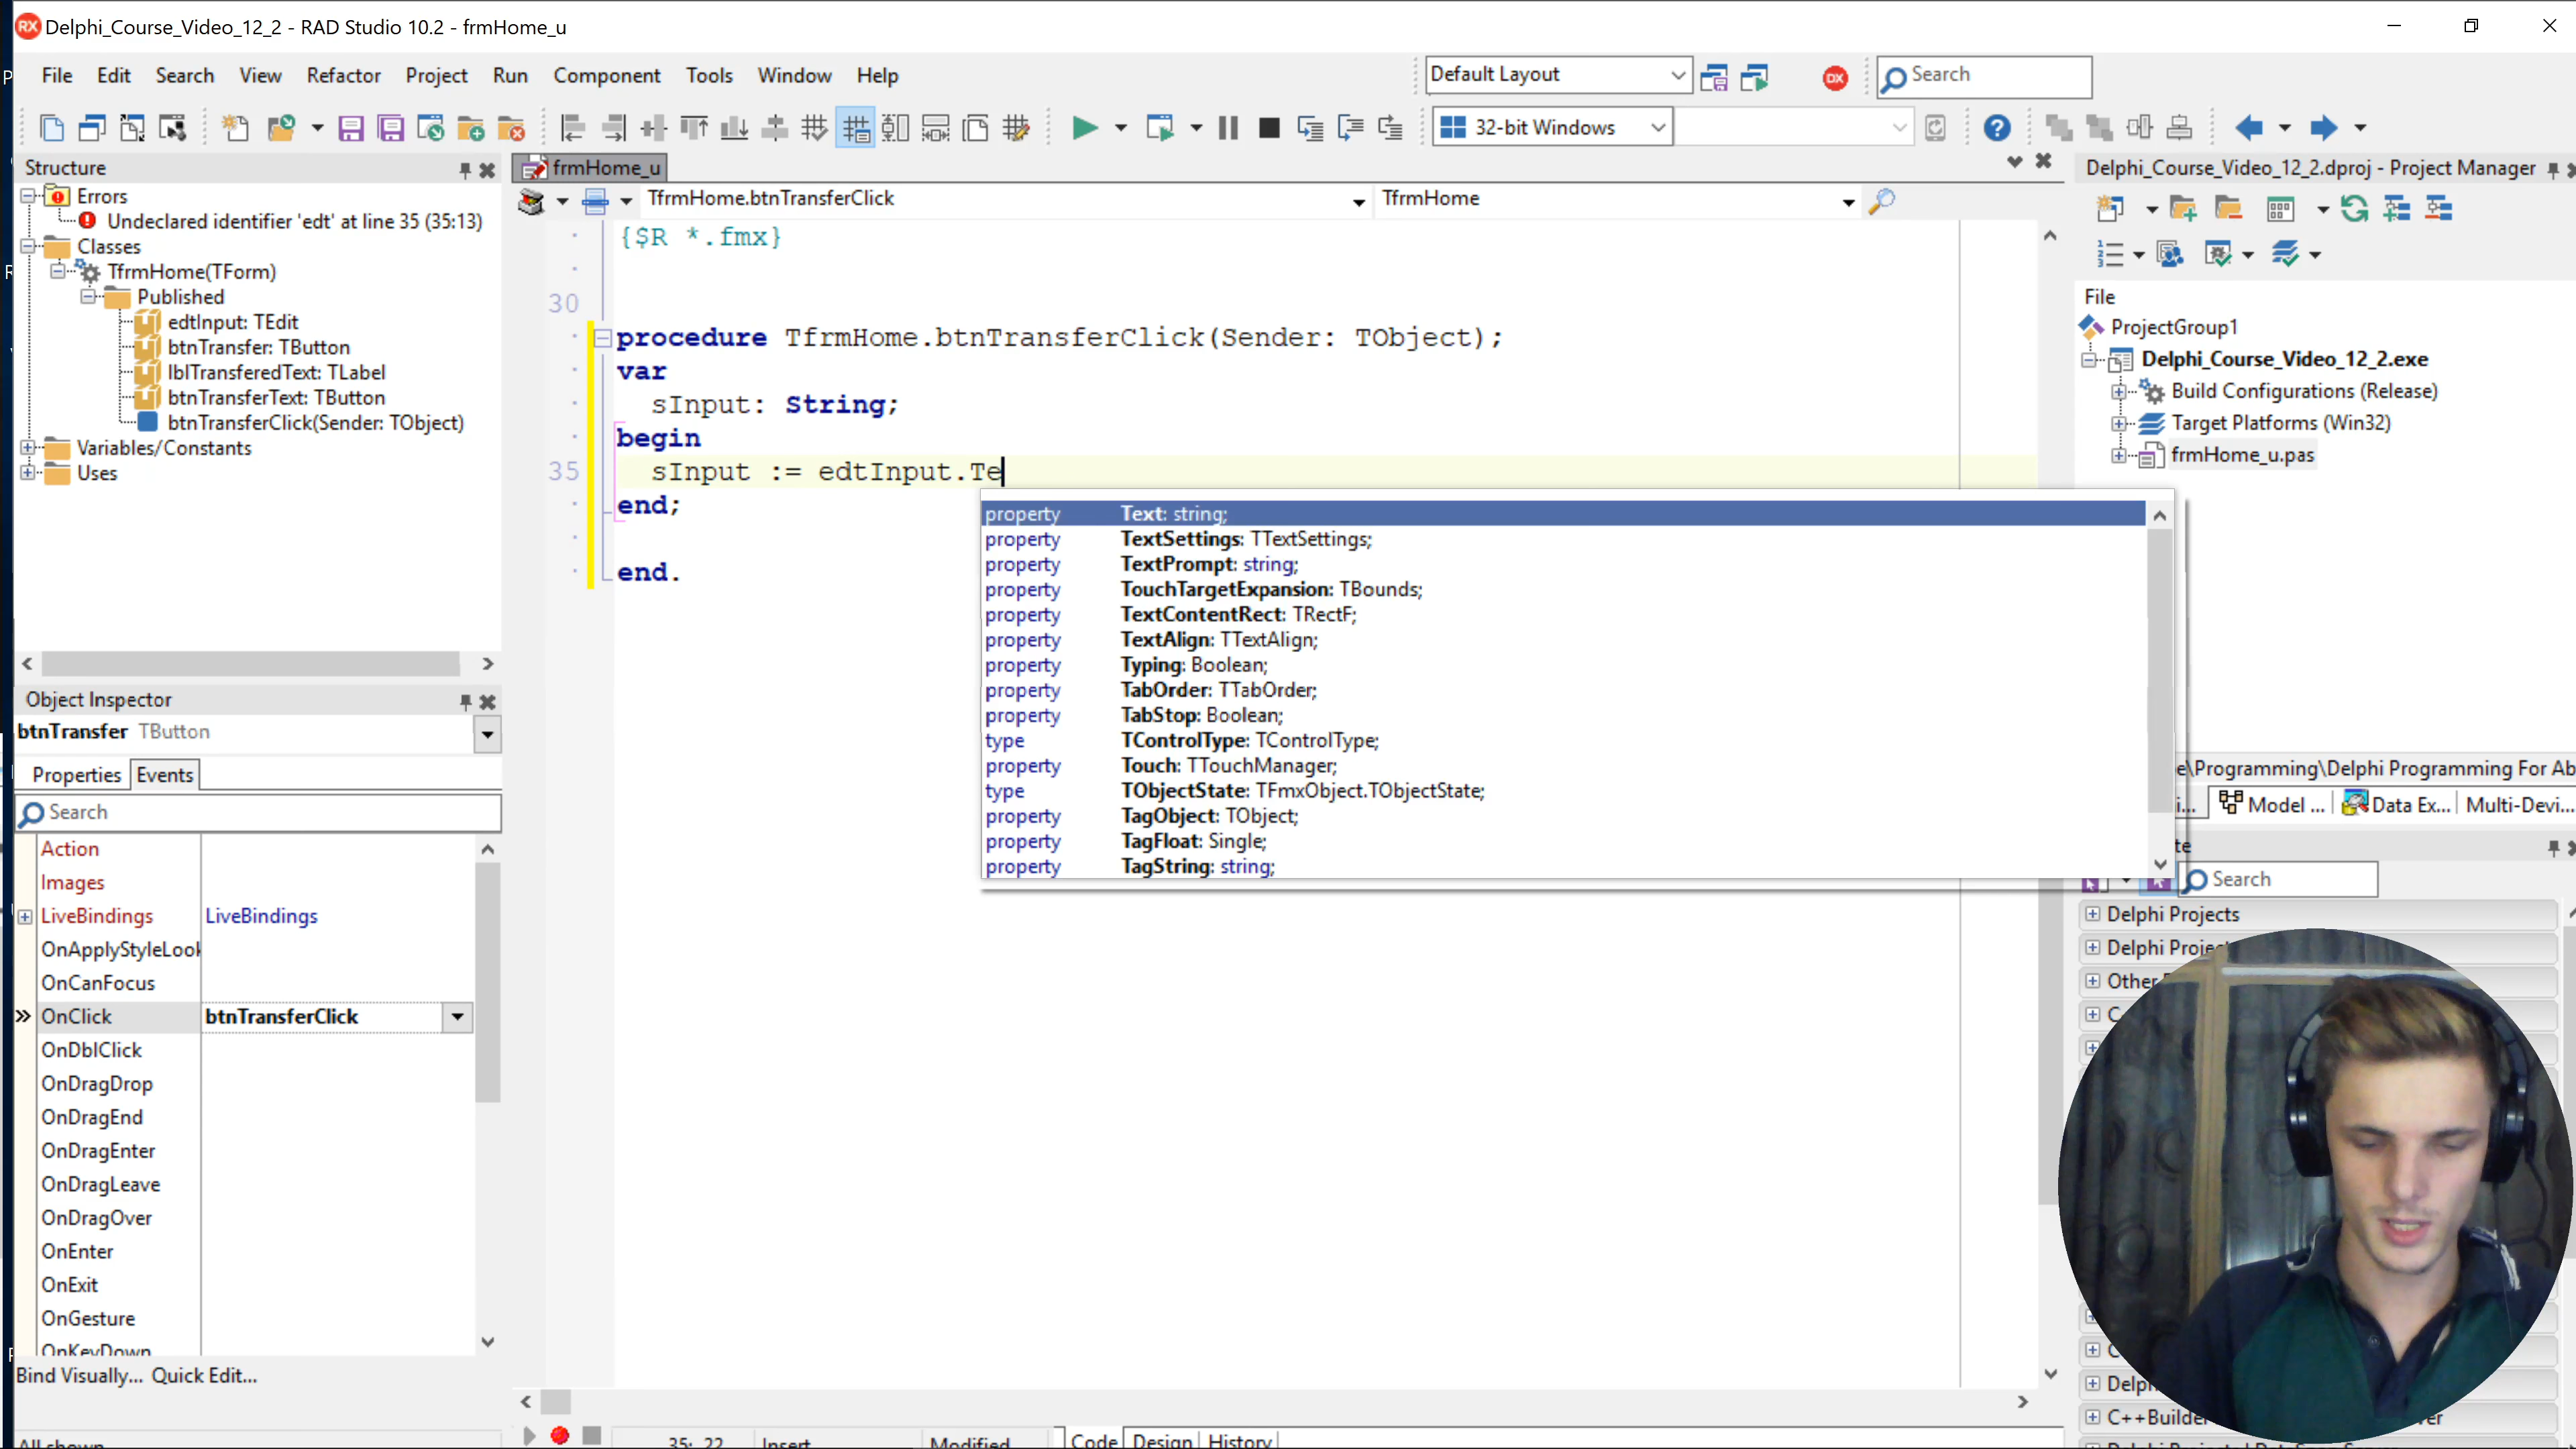 Delphi_Course_Video_12_2 - RAD Studio 10.2 - frmHome_u
File Edit Search View Refactor Project Run Component Tools Window Help
Default Layout
Search
32-bit Windows
Structure
Errors
Undeclared identifier 'edt' at line 35 (35:13)
Classes
TfrmHome(TForm)
Published
edtInput: TEdit
btnTransfer: TButton
lblTransferedText: TLabel
btnTransferText: TButton
btnTransferClick(Sender: TObject)
Variables/Constants
Uses
Object Inspector
btnTransfer TButton
Properties Events
Search
Action
Images
LiveBindings LiveBindings
OnApplyStyleLook
OnCanFocus
OnClick btnTransferClick
OnDblClick
OnDragDrop
OnDragEnd
OnDragEnter
OnDragLeave
OnDragOver
OnEnter
OnExit
OnGesture
OnKeyDown
Bind Visually... Quick Edit...
All shown
frmHome_u
TfrmHome.btnTransferClick TfrmHome
{$R *.fmx}
30
procedure TfrmHome.btnTransferClick(Sender: TObject);
var
sInput: String;
begin
35 sInput := edtInput.Te
end;
end.
property Text: string;
property TextSettings: TTextSettings;
property TextPrompt: string;
property TouchTargetExpansion: TBounds;
property TextContentRect: TRectF;
property TextAlign: TTextAlign;
property Typing: Boolean;
property TabOrder: TTabOrder;
property TabStop: Boolean;
type TControlType: TControlType;
property Touch: TTouchManager;
type TObjectState: TFmxObject.TObjectState;
property TagObject: TObject;
property TagFloat: Single;
property TagString: string;
35: 22 Insert Modified Code Design History
Delphi_Course_Video_12_2.dproj - Project Manager
File
ProjectGroup1
Delphi_Course_Video_12_2.exe
Build Configurations (Release)
Target Platforms (Win32)
frmHome_u.pas
e\Programming\Delphi Programming For Ab
i... Model ... Data Ex... Multi-Devi...
te
Search
Delphi Projects
Delphi Projec
Other
C
C
Delph
C++Builder er